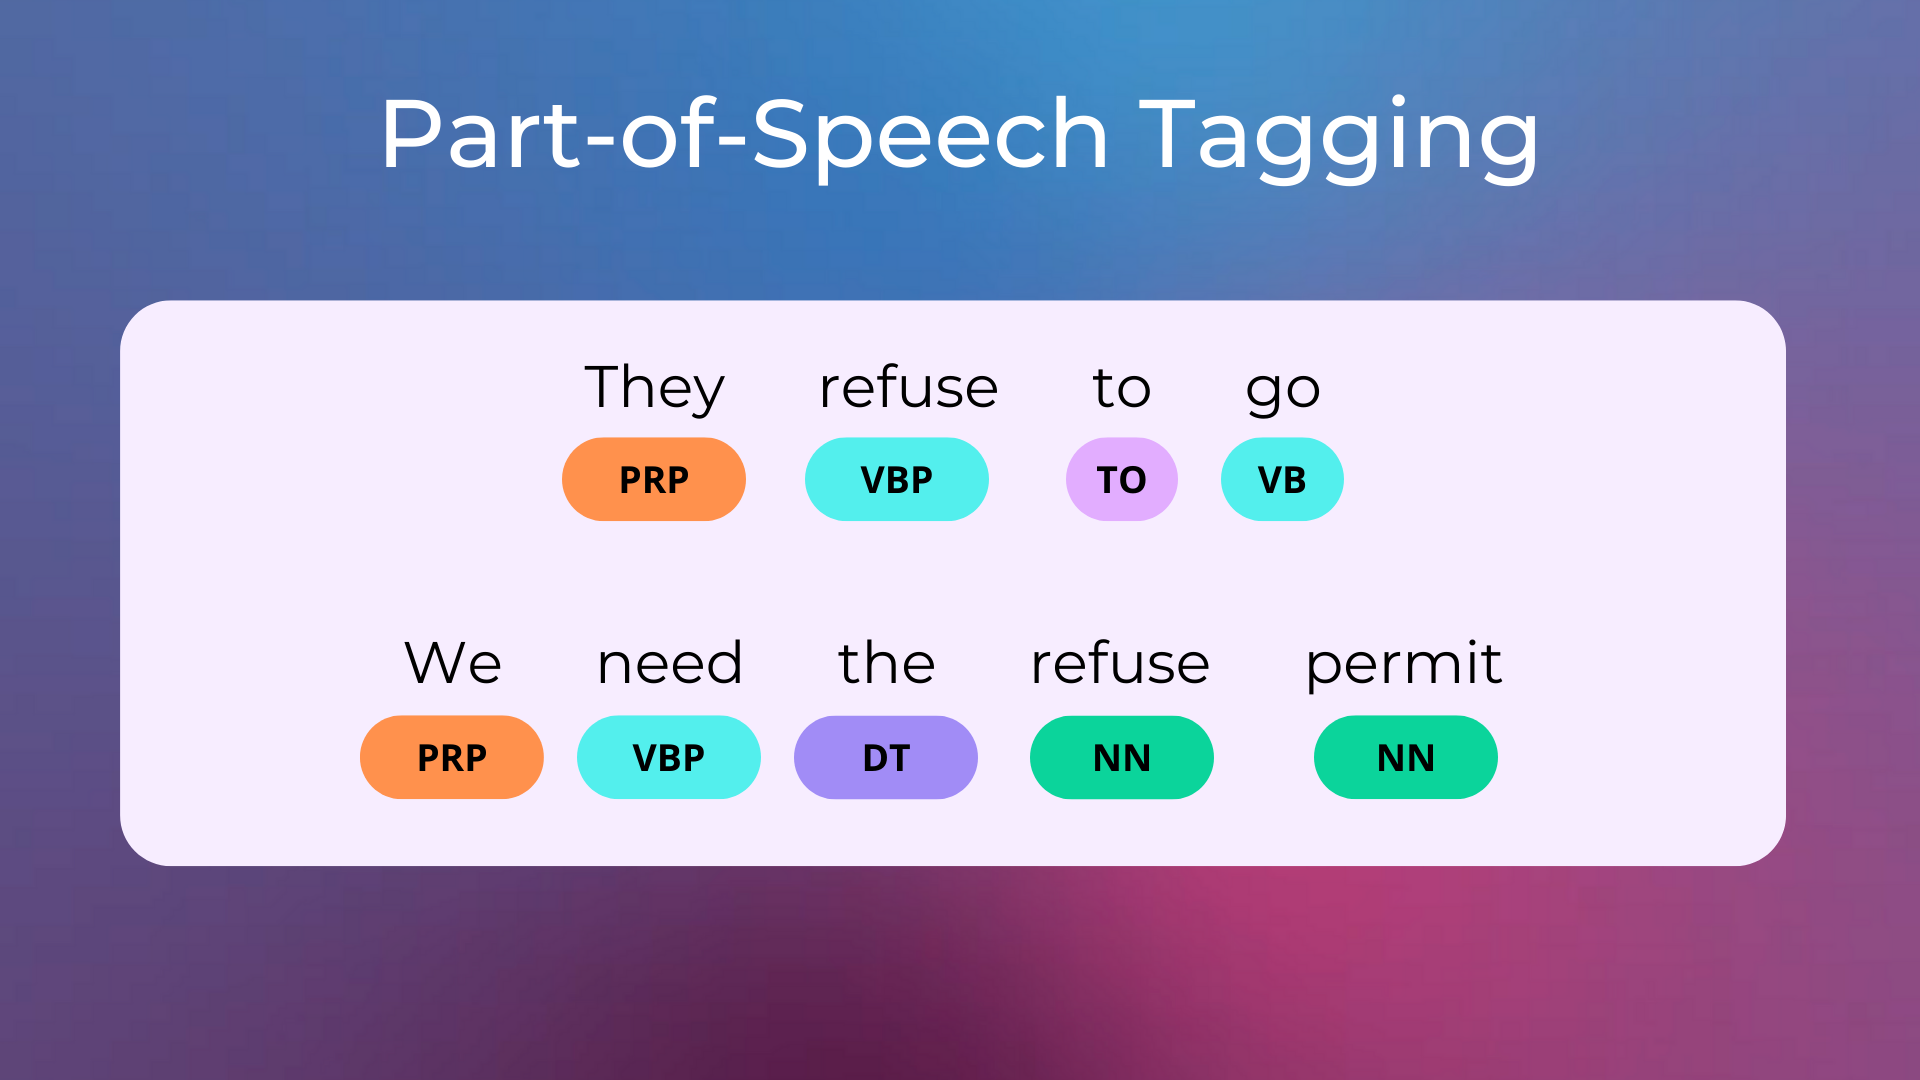 Part-of-Speech Tagging
They refuse to go
PRP VBP TO VB
We need the refuse permit
PRP VBP DT NN NN